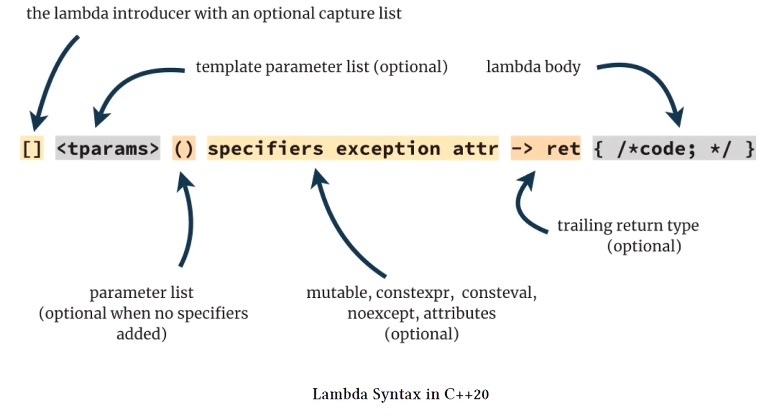 the lambda introducer with an optional capture list
template parameter list (optional)
lambda body
[] <tparams> () specifiers exception attr -> ret { /*code; */ }
trailing return type
(optional)
parameter list
(optional when no specifiers
added)
mutable, constexpr, consteval,
noexcept, attributes
(optional)
Lambda Syntax in C++20